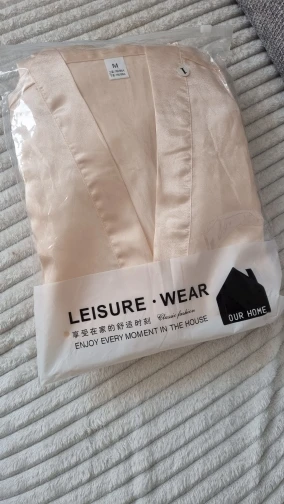 M
LEISURE · WEAR
Classic fashion
享受在家的舒适时刻
ENJOY EVERY MOMENT IN THE HOUSE
OUR HOME